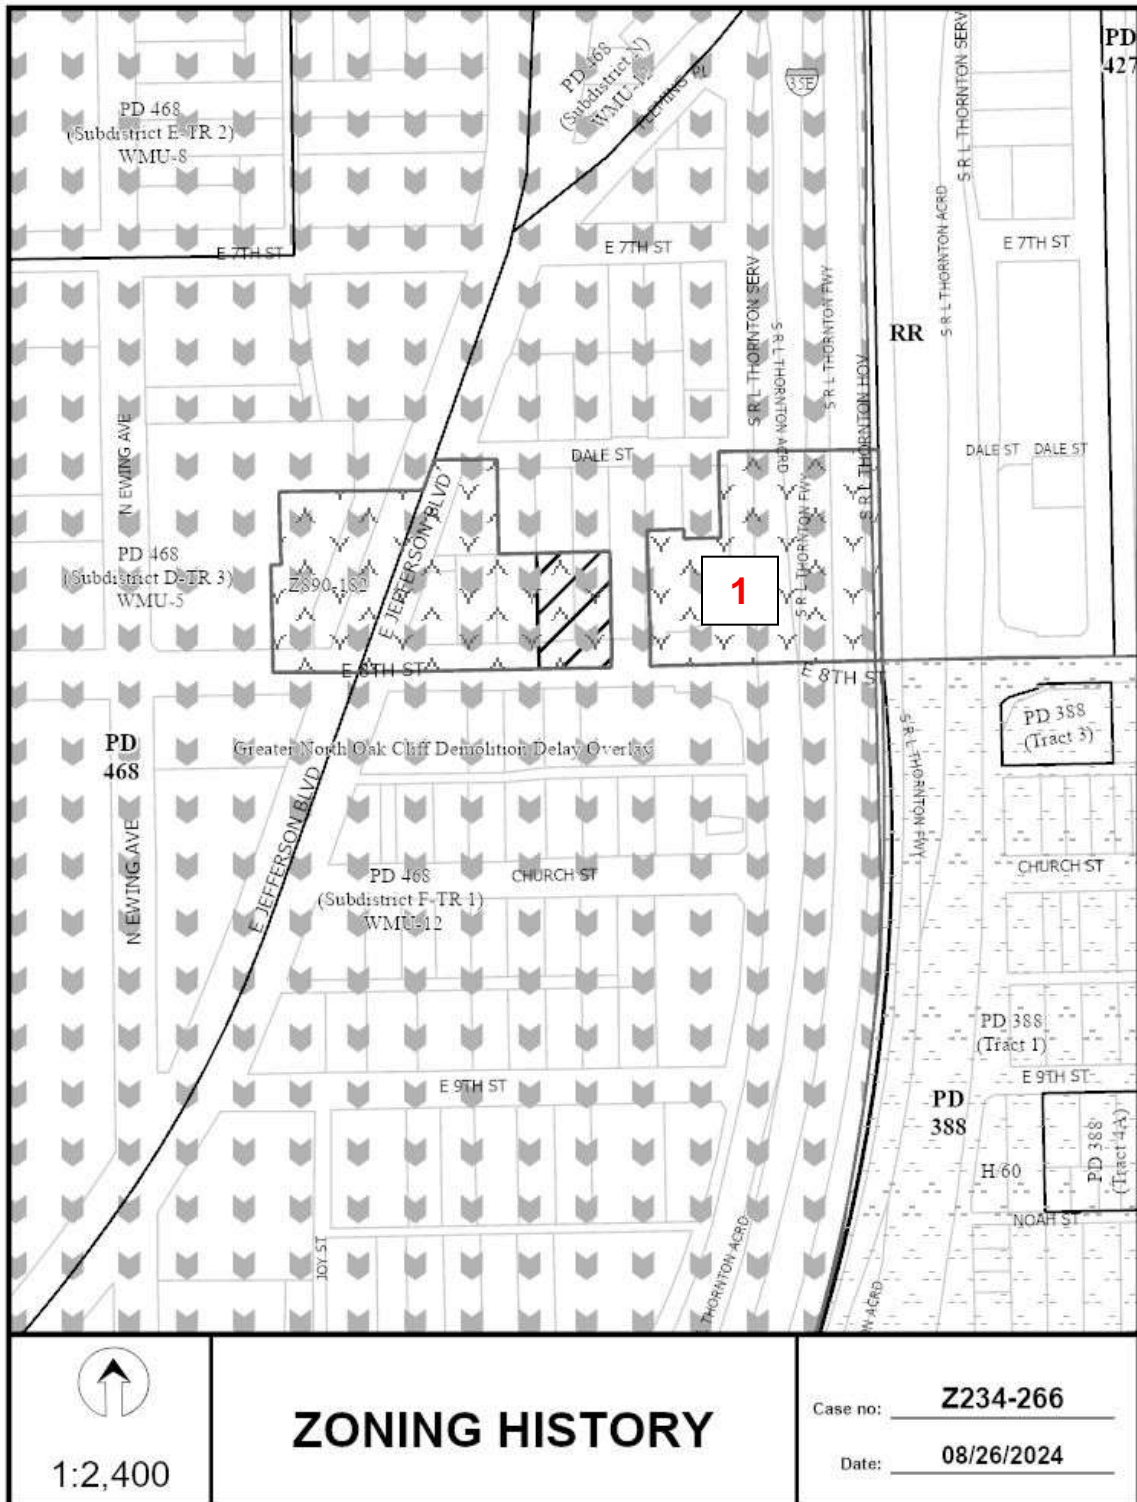 PD
427
PD 468
(Subdistrict N)
WMU-12
FLEMING PL
35E
S R L THORNTON SERV
PD 468
(Subdistrict E-TR 2)
WMU-8
S R L THORNTON ACRD
E 7TH ST
E 7TH ST
E 7TH ST
S R L THORNTON SERV
S R L THORNTON FWY
S R L THORNTON ACRD
S R L THORNTON HOV
RR
N EWING AVE
DALE ST
DALE ST
DALE ST
E JEFFERSON BLVD
S R L THORNTON FWY
PD 468
(Subdistrict D-TR 3)
WMU-5
Z890-182
1
E 8TH ST
E 8TH ST
PD 388
(Tract 3)
PD
468
Greater North Oak Cliff Demolition Delay Overlay
S R L THORNTON FWY
E JEFFERSON BLVD
N EWING AVE
PD 468
(Subdistrict F-TR 1)
WMU-12
CHURCH ST
CHURCH ST
PD 388
(Tract 1)
E 9TH ST
E 9TH ST
PD
388
PD 388
(Tract 4A)
H/60
NOAH ST
JOY ST
THORNTON ACRD
ACRD
1:2,400
ZONING HISTORY
Case no: Z234-266
Date: 08/26/2024